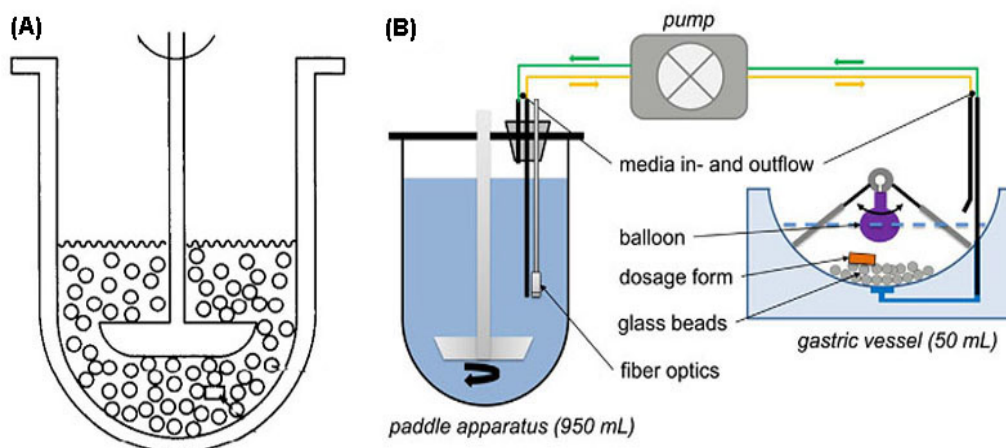 (A)
(B)
pump
media in- and outflow
balloon
dosage form
glass beads
gastric vessel (50 mL)
fiber optics
paddle apparatus (950 mL)